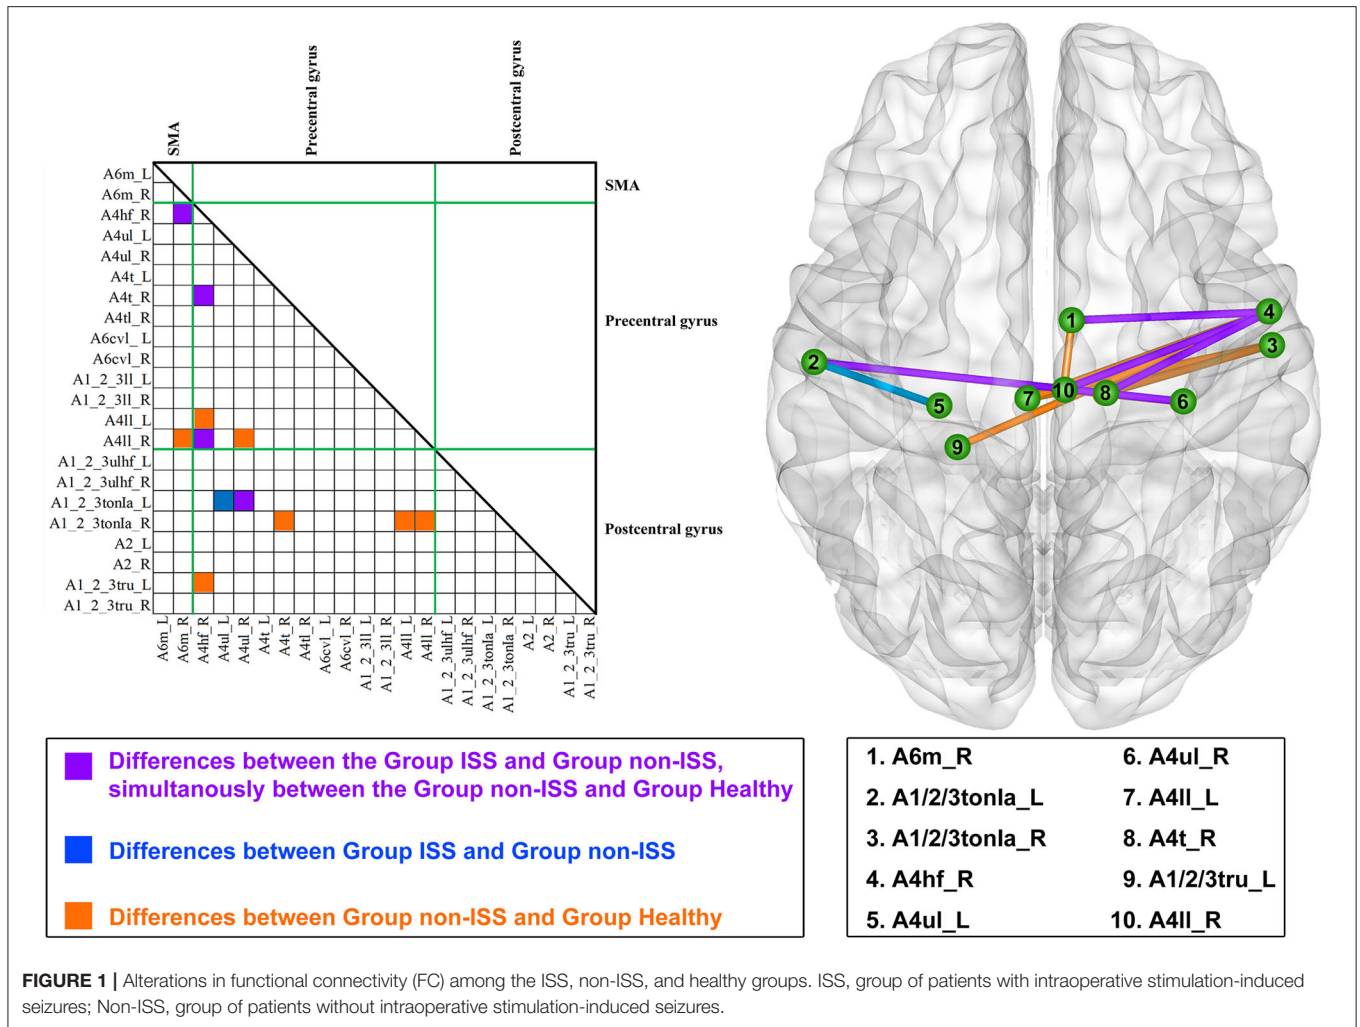 SMA
Precentral gyrus
Postcentral gyrus
A6m_L
A6m_R
A4hf_R
A4ul_L
A4ul_R
A4t_L
A4t_R
A4tl_R
A6cvl_L
A6cvl_R
A1_2_3ll_L
A1_2_3ll_R
A4ll_L
A4ll_R
A1_2_3ulhf_L
A1_2_3ulhf_R
A1_2_3tonIa_L
A1_2_3tonIa_R
A2_L
A2_R
A1_2_3tru_L
A1_2_3tru_R
SMA
Precentral gyrus
Postcentral gyrus
A6m_L
A6m_R
A4hf_R
A4ul_L
A4ul_R
A4t_L
A4t_R
A4tl_R
A6cvl_L
A6cvl_R
A1_2_3ll_L
A1_2_3ll_R
A4ll_L
A4ll_R
A1_2_3ulhf_L
A1_2_3ulhf_R
A1_2_3tonIa_L
A1_2_3tonIa_R
A2_L
A2_R
A1_2_3tru_L
A1_2_3tru_R
1
4
3
2
10
8
7
6
5
9
Differences between the Group ISS and Group non-ISS,
simultanously between the Group non-ISS and Group Healthy
Differences between Group ISS and Group non-ISS
Differences between Group non-ISS and Group Healthy
1. A6m_R
2. A1/2/3tonIa_L
3. A1/2/3tonIa_R
4. A4hf_R
5. A4ul_L
6. A4ul_R
7. A4ll_L
8. A4t_R
9. A1/2/3tru_L
10. A4ll_R
FIGURE 1 | Alterations in functional connectivity (FC) among the ISS, non-ISS, and healthy groups. ISS, group of patients with intraoperative stimulation-induced
seizures; Non-ISS, group of patients without intraoperative stimulation-induced seizures.